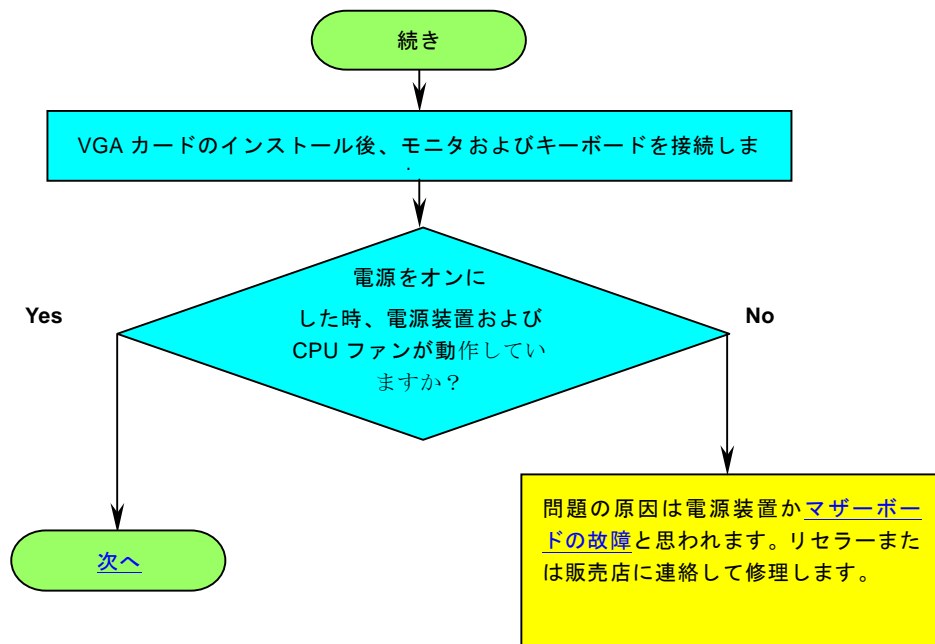 続き
VGA カードのインストール後、モニタおよびキーボードを接続しま
電源をオンに
した時、電源装置および
CPU ファンが動作してい
ますか？
Yes
No
問題の原因は電源装置かマザーボー
ドの故障と思われます。リセラーまた
は販売店に連絡して修理します。
次へ